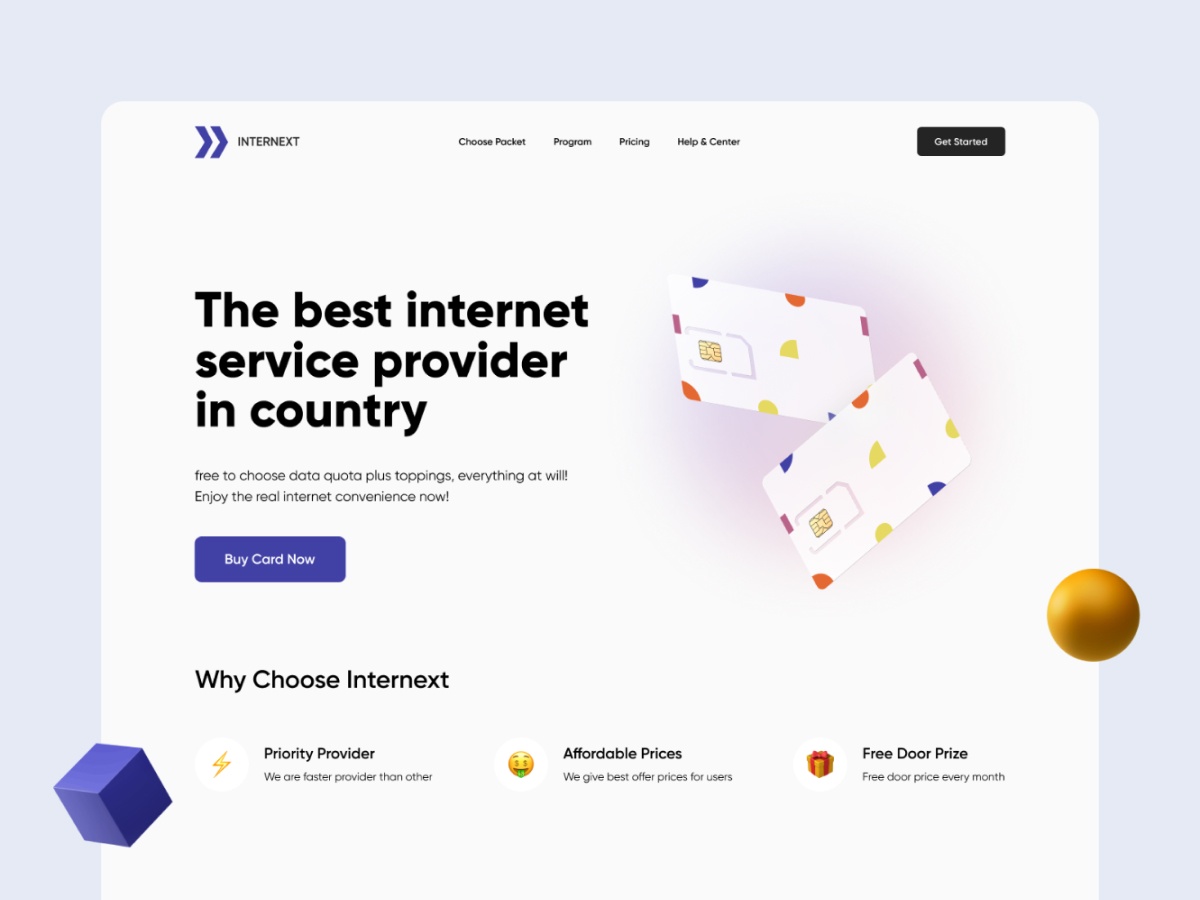 INTERNEXT
Choose Packet
Program
Pricing
Help & Center
Get Started
The best internet
service provider
in country
free to choose data quota plus toppings, everything at will!
Enjoy the real internet convenience now!
Buy Card Now
Why Choose Internext
Priority Provider
We are faster provider than other
Affordable Prices
We give best offer prices for users
Free Door Prize
Free door price every month